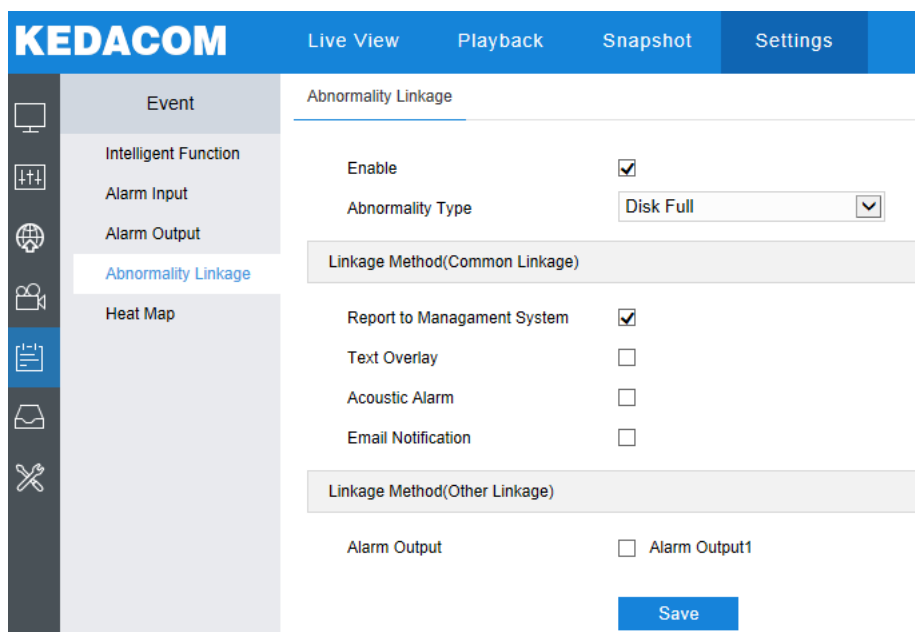 KEDACOM Live View Playback Snapshot Settings
Event
Intelligent Function
Alarm Input
Alarm Output
Abnormality Linkage
Heat Map
Abnormality Linkage
Enable
Abnormality Type Disk Full
Linkage Method(Common Linkage)
Report to Managament System
Text Overlay
Acoustic Alarm
Email Notification
Linkage Method(Other Linkage)
Alarm Output Alarm Output1
Save